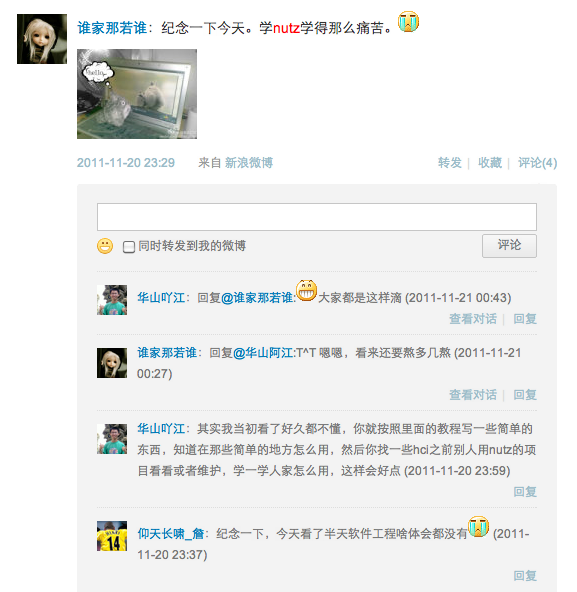 谁家那若谁：纪念一下今天。学nutz学得那么痛苦。
hello..
2011-11-20 23:29 来自 新浪微博 转发 | 收藏 | 评论(4)
同时转发到我的微博 评论
华山吖江：回复@谁家那若谁:大家都是这样滴 (2011-11-21 00:43)
查看对话 | 回复
谁家那若谁：回复@华山阿江:T^T 嗯嗯，看来还要熬多几熬 (2011-11-21
00:27)
查看对话 | 回复
华山吖江：其实我当初看了好久都不懂，你就按照里面的教程写一些简单的
东西，知道在那些简单的地方怎么用，然后你找一些hcl之前别人用nutz的项
目看看或者维护，学一学人家怎么用，这样会好点 (2011-11-20 23:59)
回复
仰天长啸_詹：纪念一下，今天看了半天软件工程啥体会都没有 (2011-
11-20 23:37)
回复
14